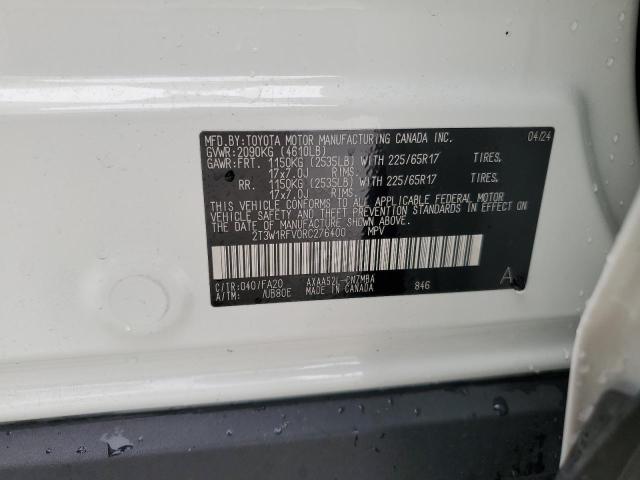 MFD.BY:TOYOTA MOTOR MANUFACTURING CANADA INC. 04/24
GVWR:2090KG (4610LB)
GAWR:FRT. 1150KG (2535LB) WITH 225/65R17 TIRES.
17x7.0J RIMS.
RR. 1150KG (2535LB) WITH 225/65R17 TIRES.
17x7.0J RIMS.
THIS VEHICLE CONFORMS TO ALL APPLICABLE FEDERAL MOTOR
VEHICLE SAFETY AND THEFT PREVENTION STANDARDS IN EFFECT ON
THE DATE OF MANUFACTURE SHOWN ABOVE.
2T3W1RFV0RC276400 MPV
C/TR:040/FA20 AXAA52L-CNZMBA 846
A/TM: /UB80E MADE IN CANADA